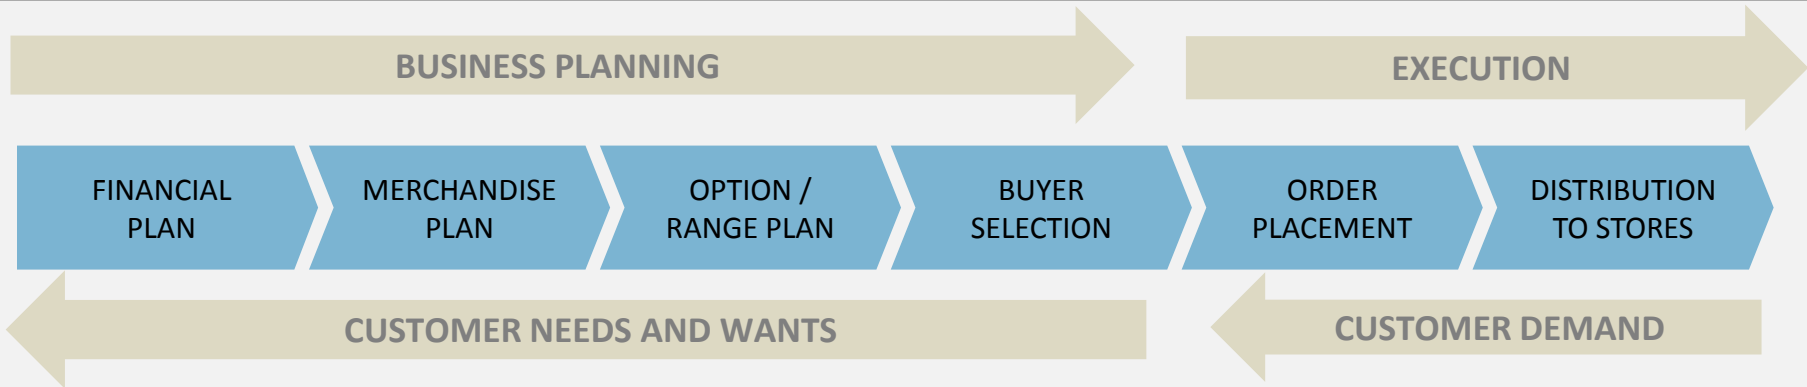 BUSINESS PLANNING
EXECUTION
FINANCIAL
PLAN
MERCHANDISE
PLAN
OPTION /
RANGE PLAN
BUYER
SELECTION
ORDER
PLACEMENT
DISTRIBUTION
TO STORES
CUSTOMER NEEDS AND WANTS
CUSTOMER DEMAND